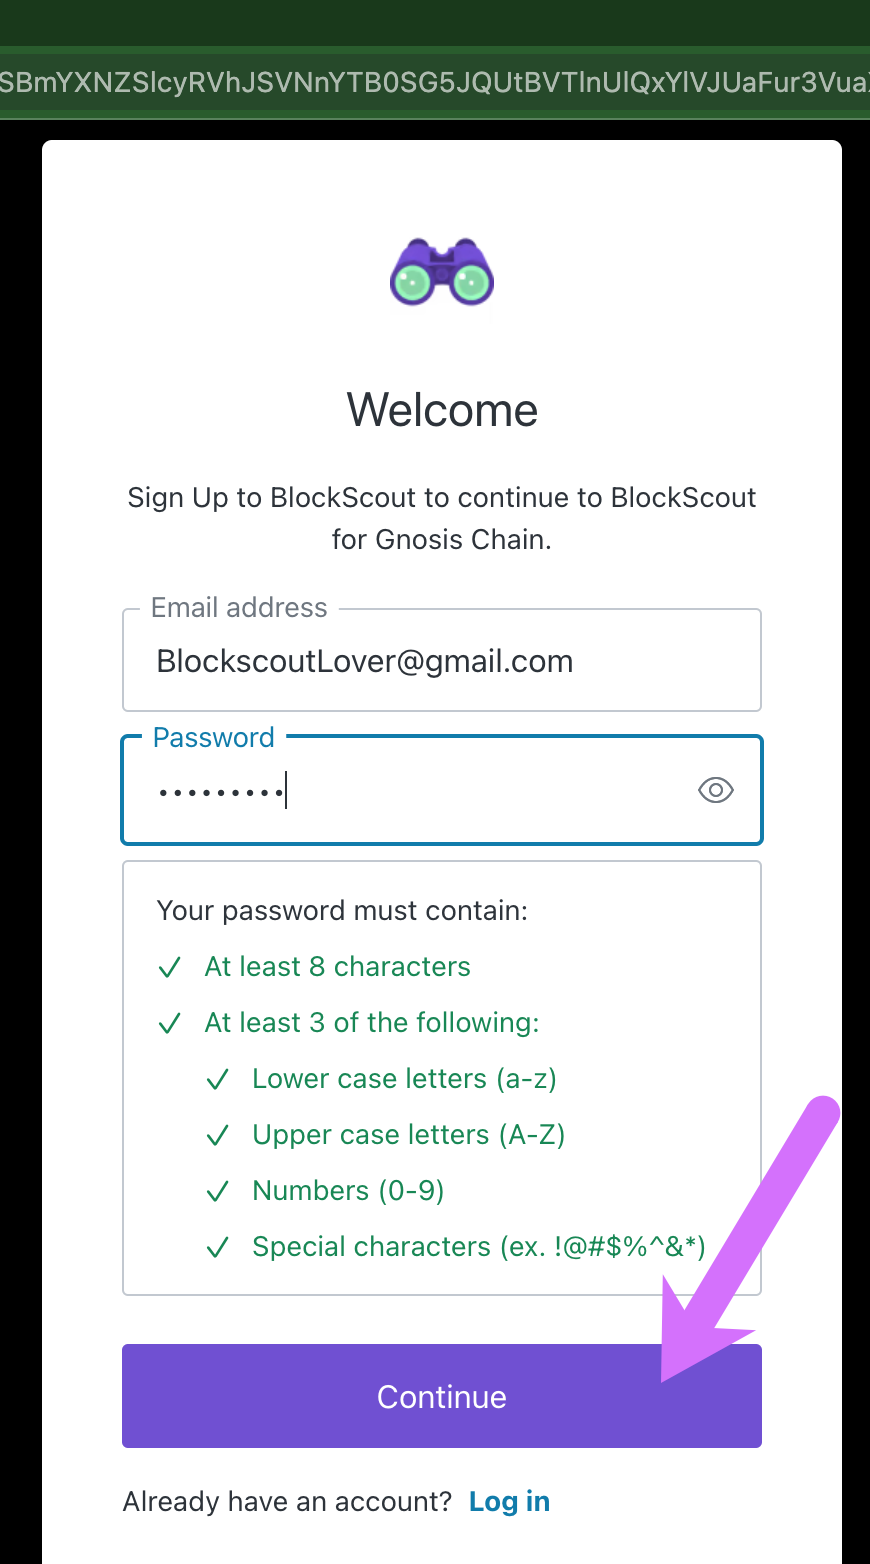 SBmYXNZSlcyRVhJSVNnYTB0SG5JQUtBVTlnUlQxYlVJUaFur3Vua
Welcome
Sign Up to BlockScout to continue to BlockScout
for Gnosis Chain.
Email address
BlockscoutLover@gmail.com
Password
•••••••••
Your password must contain:
✓ At least 8 characters
✓ At least 3 of the following:
✓ Lower case letters (a-z)
✓ Upper case letters (A-Z)
✓ Numbers (0-9)
✓ Special characters (ex. !@#$%^&*)
Continue
Already have an account? Log in